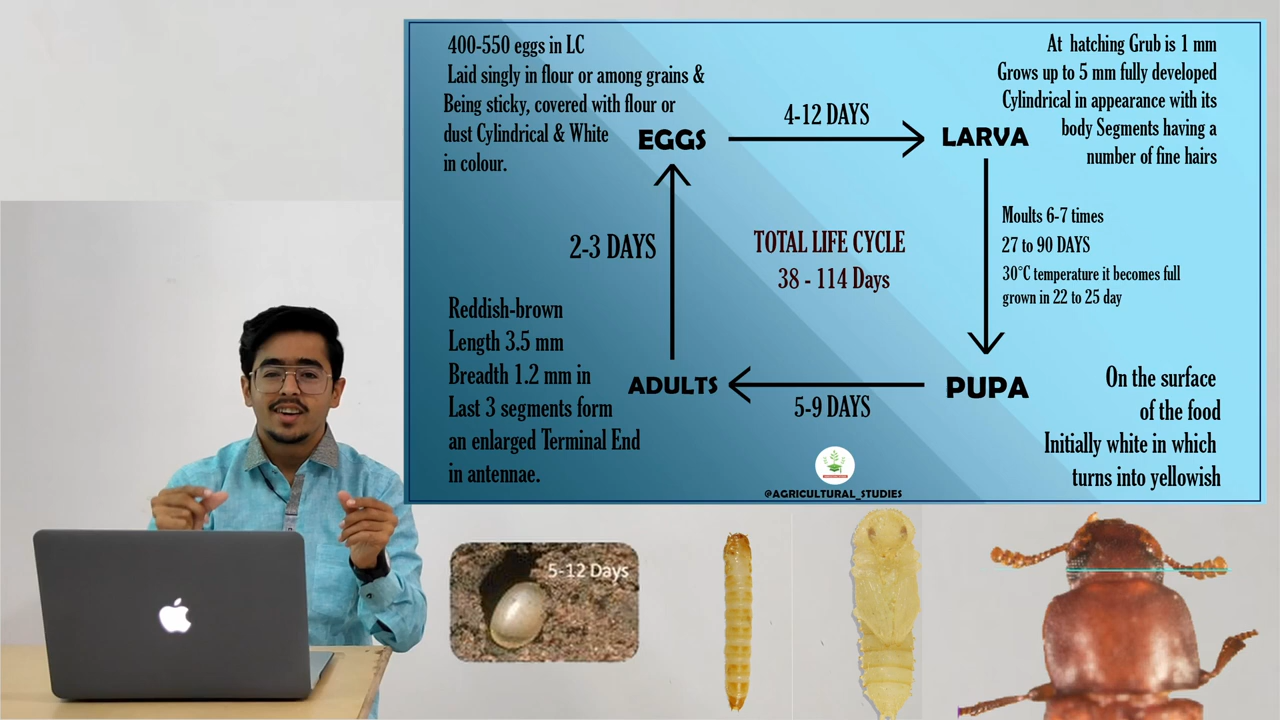 400-550 eggs in LC
Laid singly in flour or among grains &
Being sticky, covered with flour or
dust Cylindrical & White
in colour.
EGGS
4-12 DAYS
At hatching Grub is 1 mm
Grows up to 5 mm fully developed
Cylindrical in appearance with its
body Segments having a
number of fine hairs
LARVA
Moults 6-7 times
27 to 90 DAYS
30°C temperature it becomes full
grown in 22 to 25 day
2-3 DAYS
TOTAL LIFE CYCLE
38 - 114 Days
Reddish-brown
Length 3.5 mm
Breadth 1.2 mm in
Last 3 segments form
an enlarged Terminal End
in antennae.
ADULTS
5-9 DAYS
PUPA
On the surface
of the food
Initially white in which
turns into yellowish
@AGRICULTURAL_STUDIES
5-12 Days